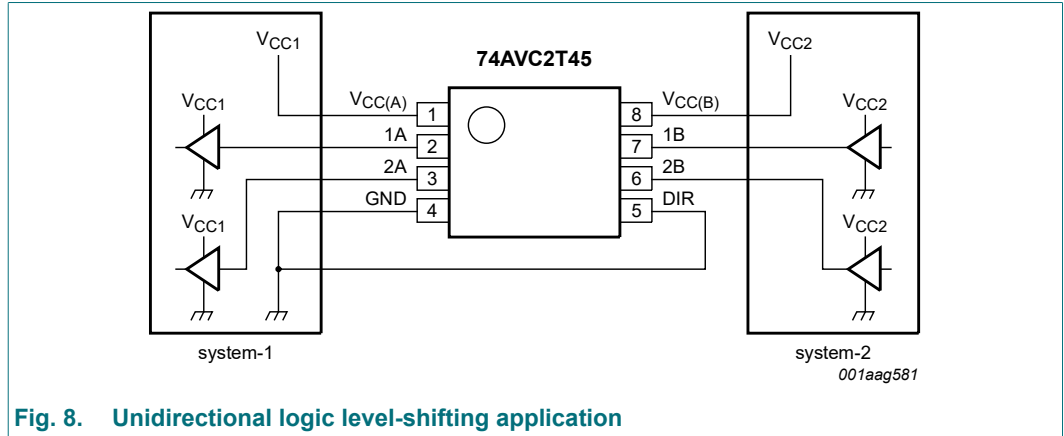 VCC1
74AVC2T45
VCC2
VCC1
VCC(A)
1
8
VCC(B)
VCC2
1A
2
7
1B
2A
3
6
2B
GND
4
5
DIR
VCC1
VCC2
system-1
system-2
001aag581
Fig. 8. Unidirectional logic level-shifting application